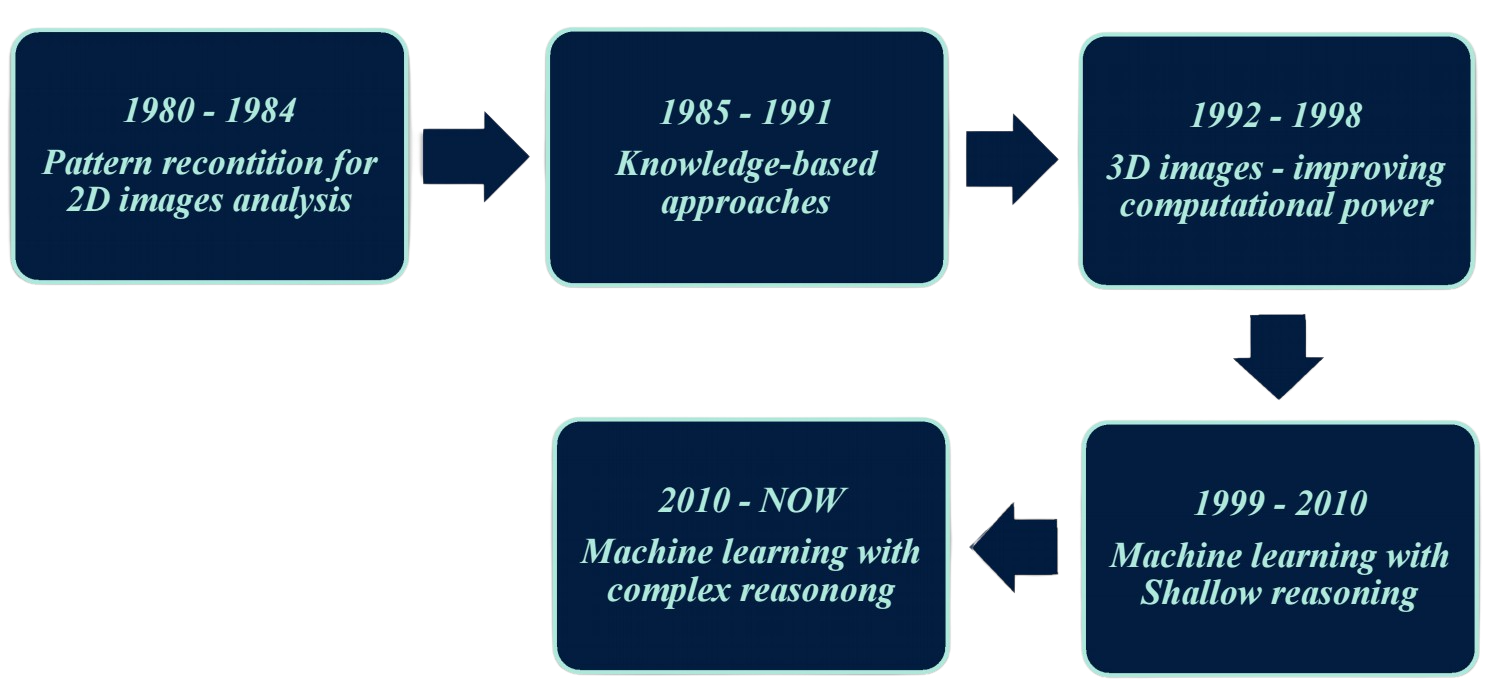 1980 - 1984
Pattern recontition for
2D images analysis
1985 - 1991
Knowledge-based
approaches
1992 - 1998
3D images - improving
computational power
1999 - 2010
Machine learning with
Shallow reasoning
2010 - NOW
Machine learning with
complex reasonong